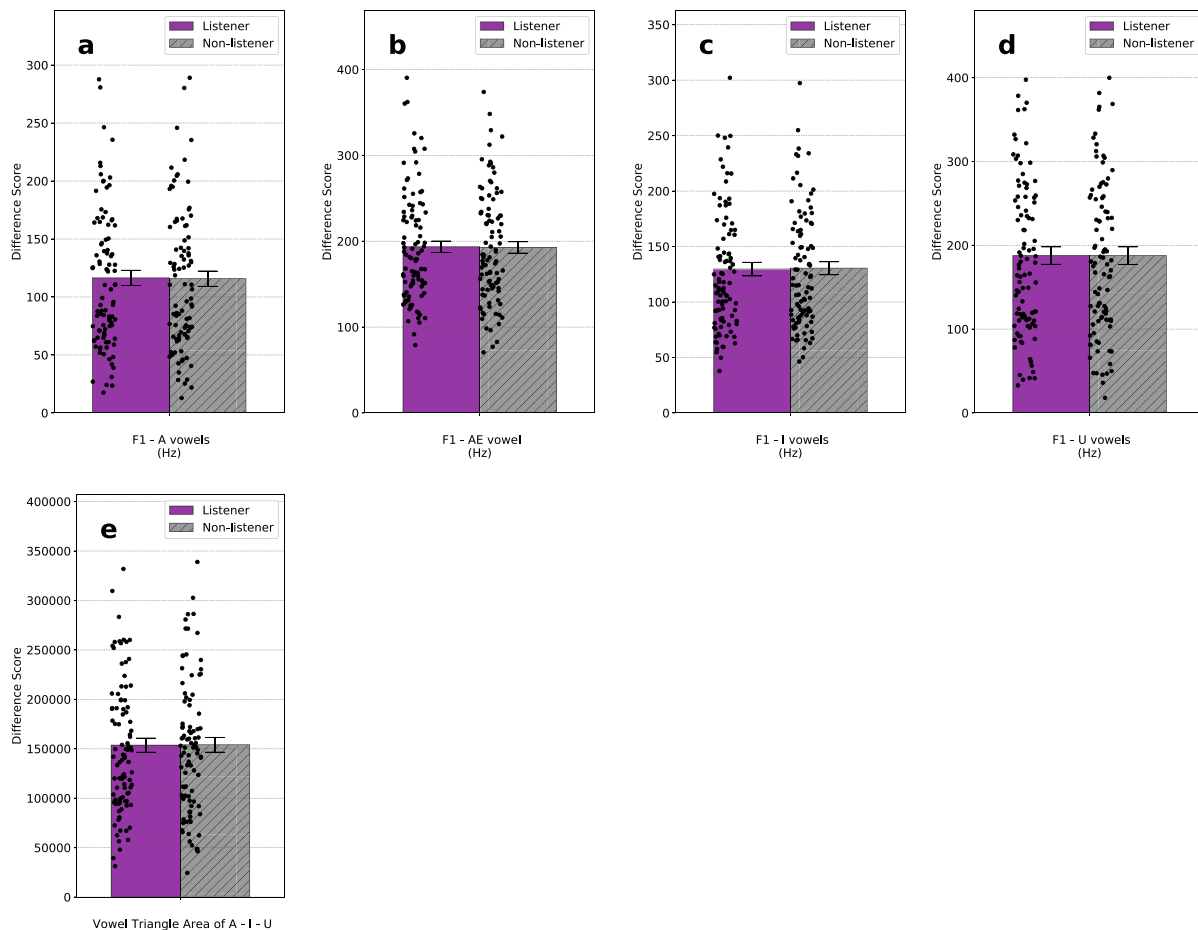 a
Listener
Non-listener
300
250
200
150
100
50
0
Difference Score
F1 - A vowels
(Hz)
b
Listener
Non-listener
400
300
200
100
0
Difference Score
F1 - AE vowel
(Hz)
c
Listener
Non-listener
350
300
250
200
150
100
50
0
Difference Score
F1 - I vowels
(Hz)
d
Listener
Non-listener
400
300
200
100
0
Difference Score
F1 - U vowels
(Hz)
e
Listener
Non-listener
400000
350000
300000
250000
200000
150000
100000
50000
0
Difference Score
Vowel Triangle Area of A - I - U